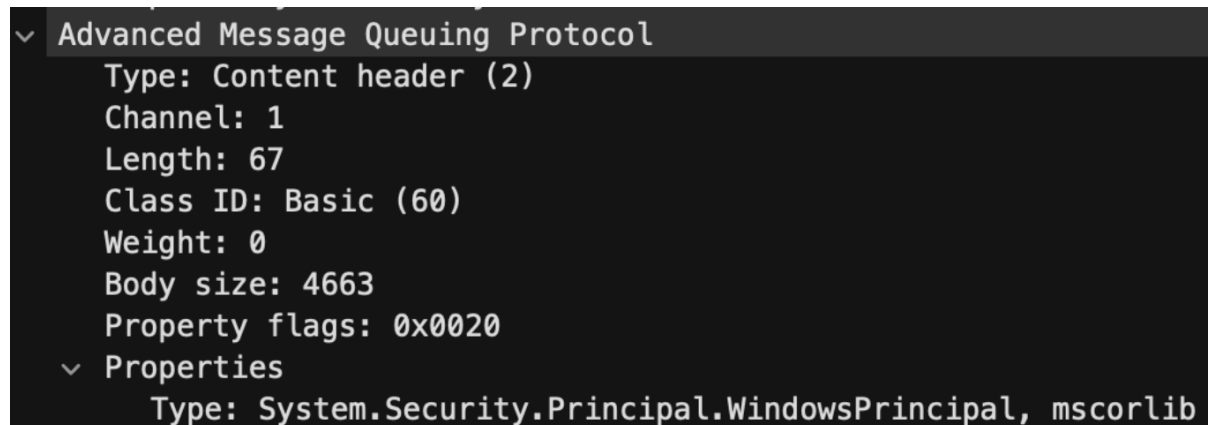 Advanced Message Queuing Protocol
Type: Content header (2)
Channel: 1
Length: 67
Class ID: Basic (60)
Weight: 0
Body size: 4663
Property flags: 0x0020
Properties
Type: System.Security.Principal.WindowsPrincipal, mscorlib